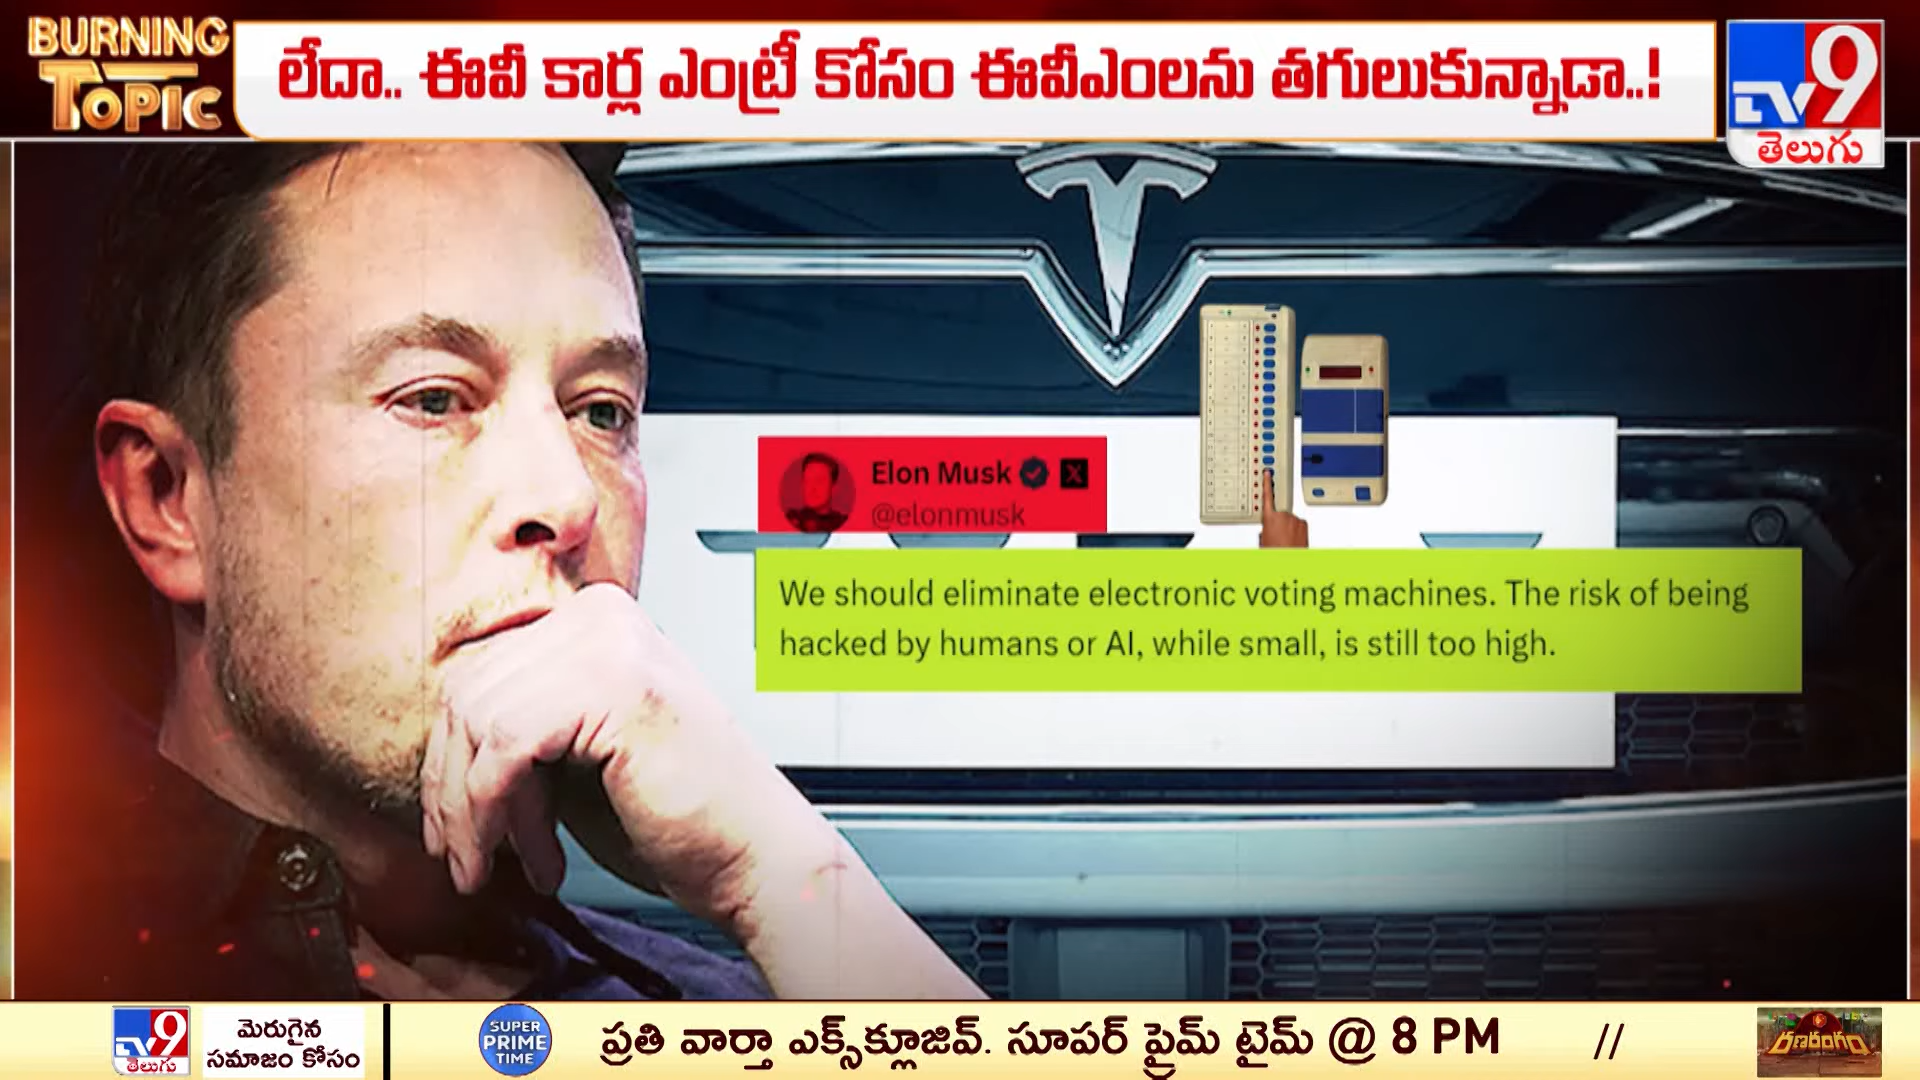 BURNING
TOPIC
లేదా.. ఈవీ కార్ల ఎంట్రీ కోసం ఈవీఎంలను తగులుకున్నాడా..!
TV9
తెలుగు
Elon Musk
@elonmusk
We should eliminate electronic voting machines. The risk of being
hacked by humans or AI, while small, is still too high.
TV9
తెలుగు
మెరుగైన
సమాజం కోసం
SUPER
PRIME
TIME
ప్రతి వార్తా ఎక్స్‌క్లూజివ్. సూపర్ ప్రైమ్ టైమ్ @ 8 PM
//
రణరంగం